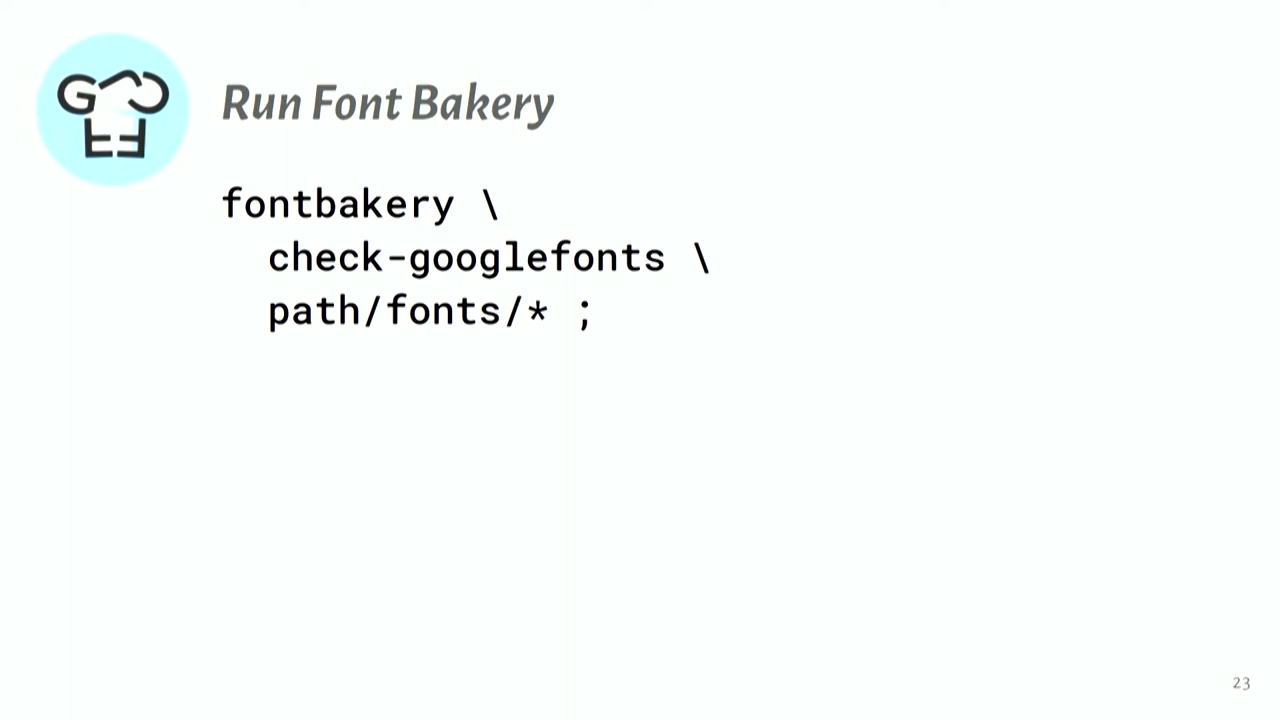 Run Font Bakery
fontbakery \
check-googlefonts \
path/fonts/* ;
23